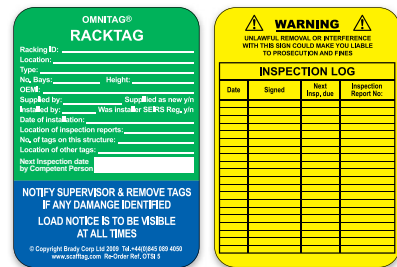 OMNITAG®
RACKTAG
Racking I.D:
Location:
Type:
No. Bays: Height:
OEM:
Supplied by: Supplied as new y/n
Installed by: Was installer SEIRS Reg. y/n
Date of installation:
Location of inspection reports:
No. of tags on this structure:
Location of other tags:
Next Inspection date
by Competent Person
NOTIFY SUPERVISOR & REMOVE TAGS
IF ANY DAMANGE IDENTIFIED
LOAD NOTICE IS TO BE VISIBLE
AT ALL TIMES
© Copyright Brady Corp Ltd 2009 Tel.+44(0)845 089 4050
www.scafftag.com Re-Order Ref. OTSI 5
WARNING
UNLAWFUL REMOVAL OR INTERFERENCE
WITH THIS SIGN COULD MAKE YOU LIABLE
TO PROSECUTION AND FINES
INSPECTION LOG
Date Signed Next Insp. due Inspection Report No: